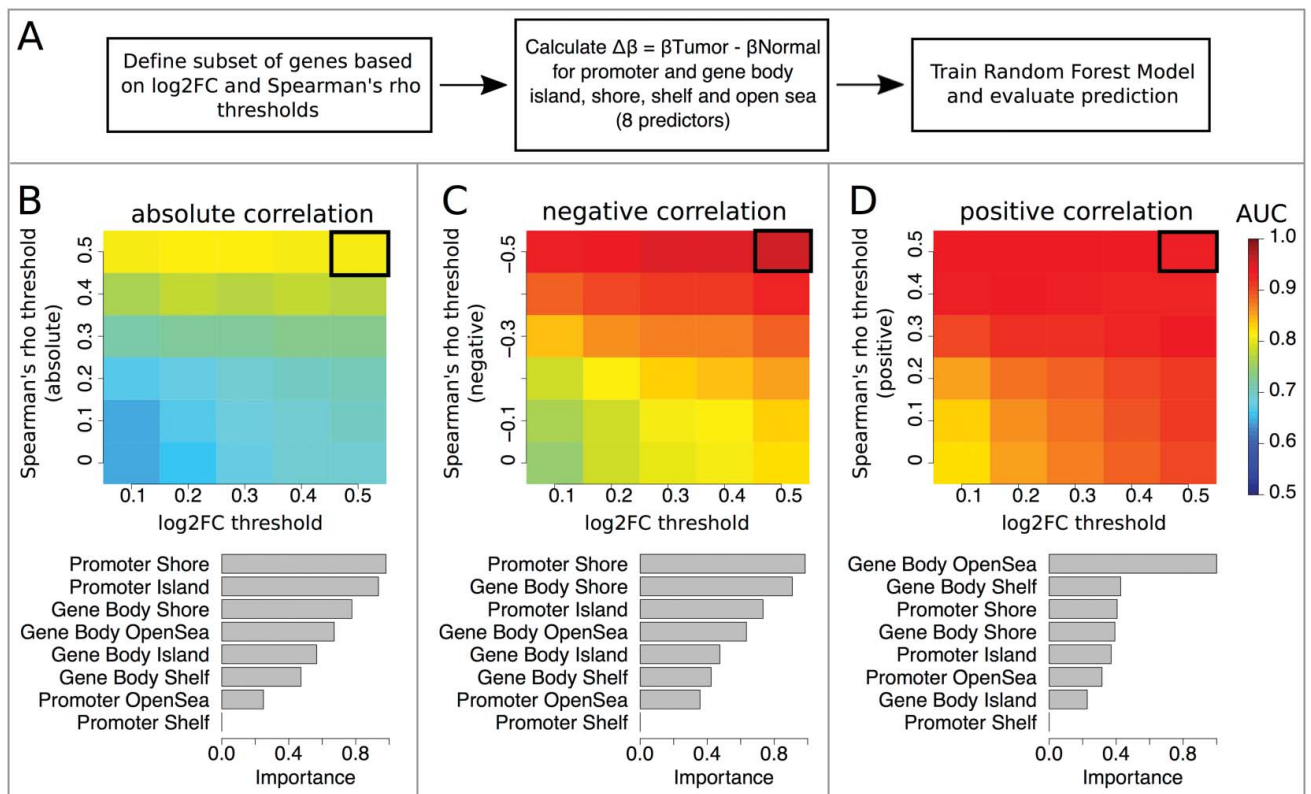 A
Define subset of genes based
on log2FC and Spearman's rho
thresholds
Calculate Δβ = βTumor - βNormal
for promoter and gene body
island, shore, shelf and open sea
(8 predictors)
Train Random Forest Model
and evaluate prediction
B
absolute correlation
Spearman's rho threshold
(absolute)
0.5
0.4
0.3
0.2
0.1
0
0.1 0.2 0.3 0.4 0.5
log2FC threshold
Promoter Shore
Promoter Island
Gene Body Shore
Gene Body OpenSea
Gene Body Island
Gene Body Shelf
Promoter OpenSea
Promoter Shelf
0.0 0.4 0.8
Importance
C
negative correlation
Spearman's rho threshold
(negative)
−0.5
−0.3
−0.1
0
0.1 0.2 0.3 0.4 0.5
log2FC threshold
Promoter Shore
Gene Body Shore
Promoter Island
Gene Body OpenSea
Gene Body Island
Gene Body Shelf
Promoter OpenSea
Promoter Shelf
0.0 0.4 0.8
Importance
D
positive correlation
Spearman's rho threshold
(positive)
0.5
0.4
0.3
0.2
0.1
0
0.1 0.2 0.3 0.4 0.5
log2FC threshold
AUC
1.0
0.9
0.8
0.7
0.6
0.5
Gene Body OpenSea
Gene Body Shelf
Promoter Shore
Gene Body Shore
Promoter Island
Promoter OpenSea
Gene Body Island
Promoter Shelf
0.0 0.4 0.8
Importance